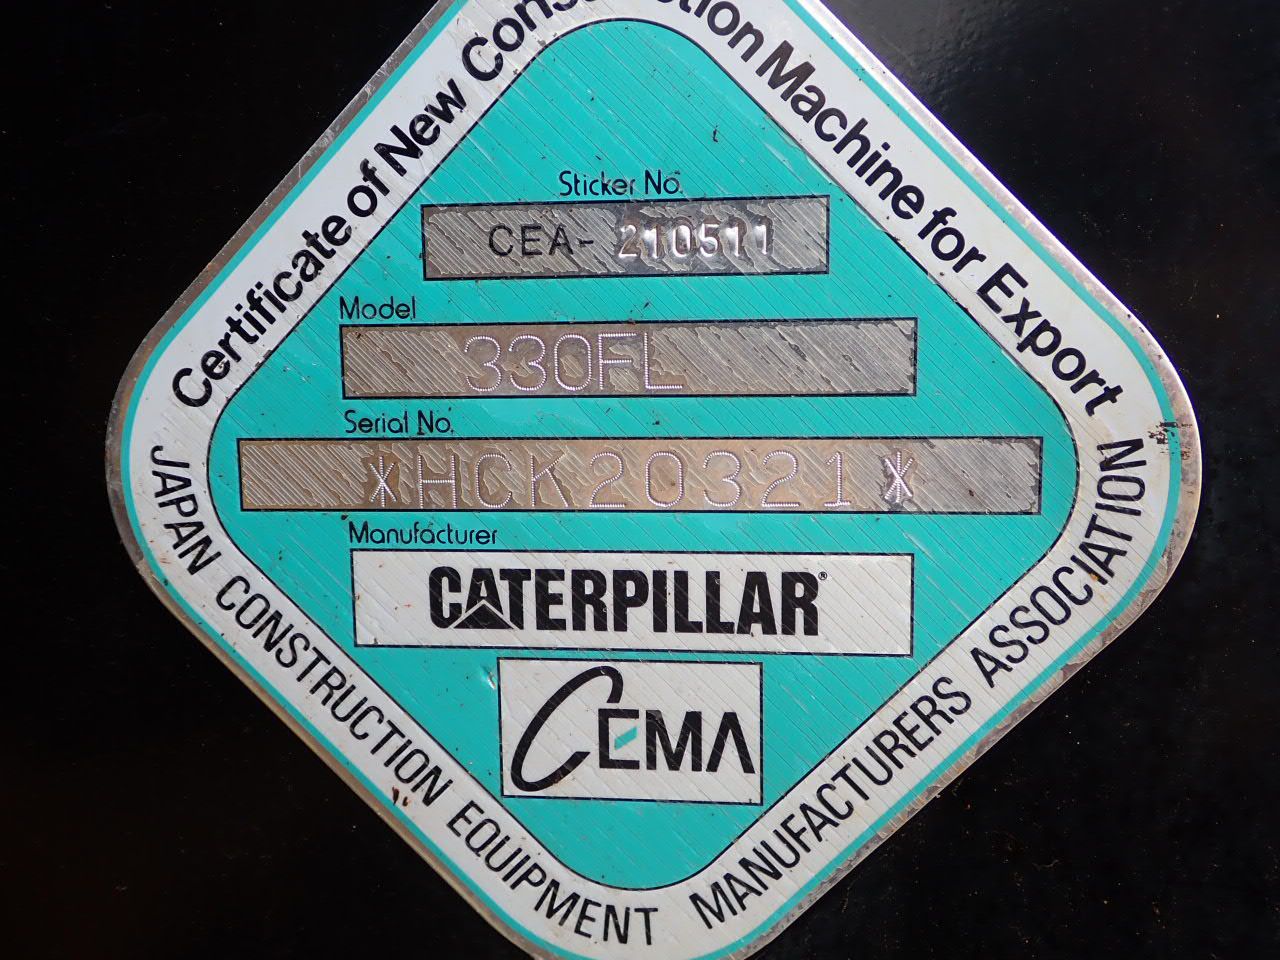 Certificate of New Construction Machine for Export
Sticker No.
CEA- 210511
Model
330FL
Serial No.
*HCK20321*
Manufacturer
CATERPILLAR®
CEMA
JAPAN CONSTRUCTION EQUIPMENT MANUFACTURERS ASSOCIATION